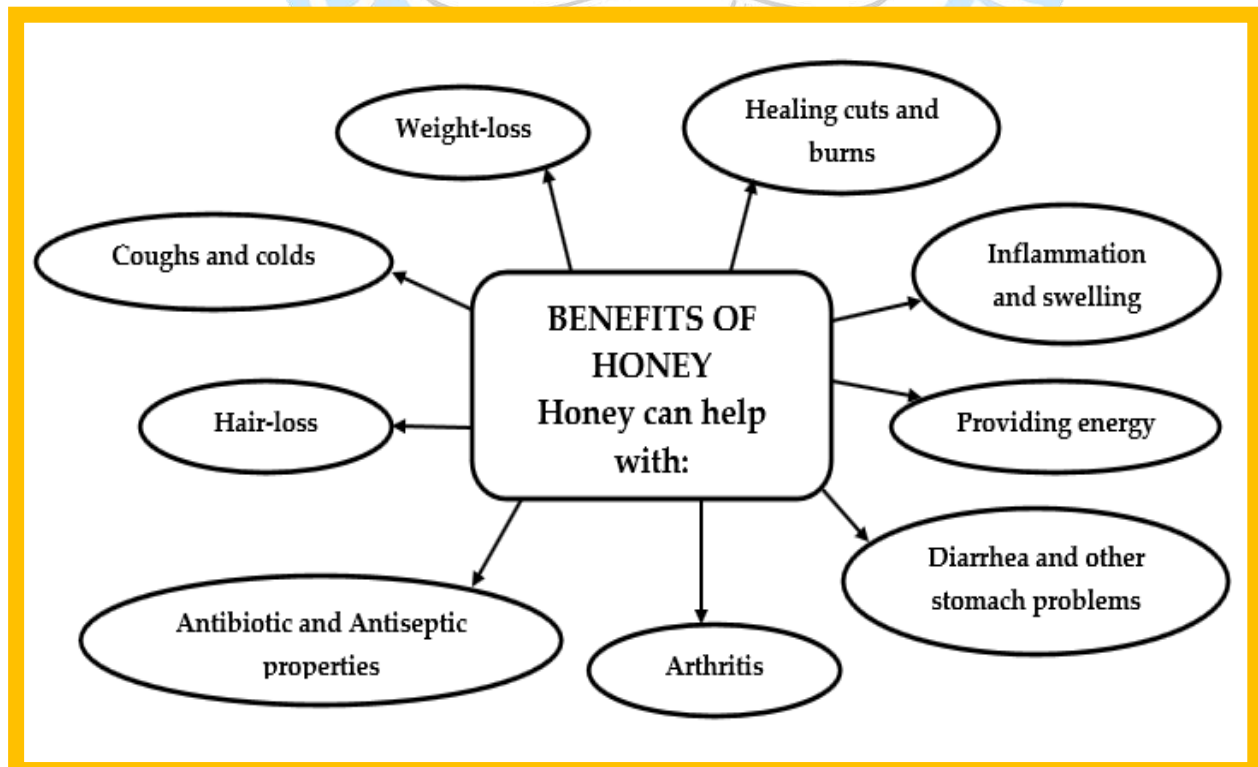 Weight-loss
Healing cuts and
burns
Coughs and colds
Inflammation
and swelling
BENEFITS OF
HONEY
Honey can help
with:
Hair-loss
Providing energy
Diarrhea and other
stomach problems
Antibiotic and Antiseptic
properties
Arthritis